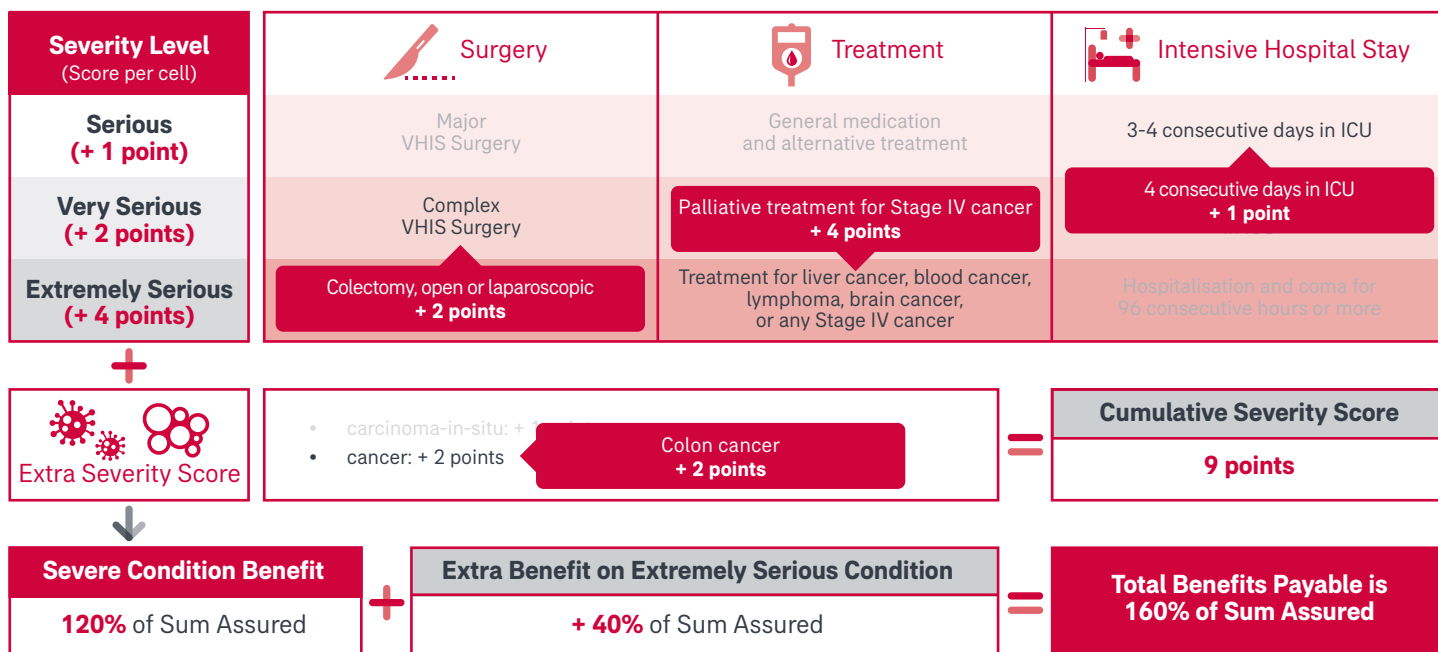 Severity Level
(Score per cell)
Surgery
Treatment
Intensive Hospital Stay
Serious
(+ 1 point)
Major
VHIS Surgery
General medication
and alternative treatment
3-4 consecutive days in ICU
Very Serious
(+ 2 points)
Complex
VHIS Surgery
Palliative treatment for Stage IV cancer
+ 4 points
4 consecutive days in ICU
+ 1 point
Extremely Serious
(+ 4 points)
Colectomy, open or laparoscopic
+ 2 points
Treatment for liver cancer, blood cancer,
lymphoma, brain cancer,
or any Stage IV cancer
Hospitalisation and coma for
96 consecutive hours or more
+
Extra Severity Score
• carcinoma-in-situ: +
• cancer: + 2 points
Colon cancer
+ 2 points
=
Cumulative Severity Score
9 points
Severe Condition Benefit
120% of Sum Assured
+
Extra Benefit on Extremely Serious Condition
+ 40% of Sum Assured
=
Total Benefits Payable is
160% of Sum Assured